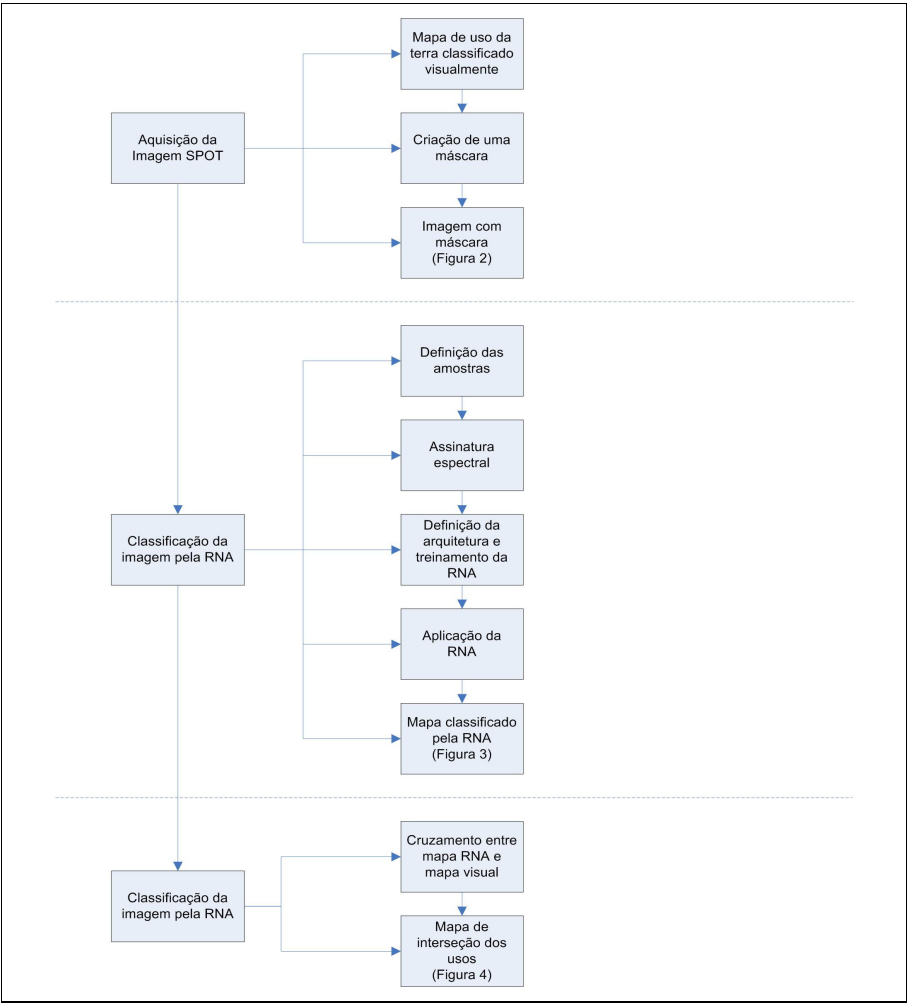 Mapa de uso da
terra classificado
visualmente
Aquisição da
Imagem SPOT
Criação de uma
máscara
Imagem com
máscara
(Figura 2)
Definição das
amostras
Assinatura
espectral
Classificação da
imagem pela RNA
Definição da
arquitetura e
treinamento da
RNA
Aplicação da
RNA
Mapa classificado
pela RNA
(Figura 3)
Cruzamento entre
mapa RNA e
mapa visual
Classificação da
imagem pela RNA
Mapa de
interseção dos
usos
(Figura 4)